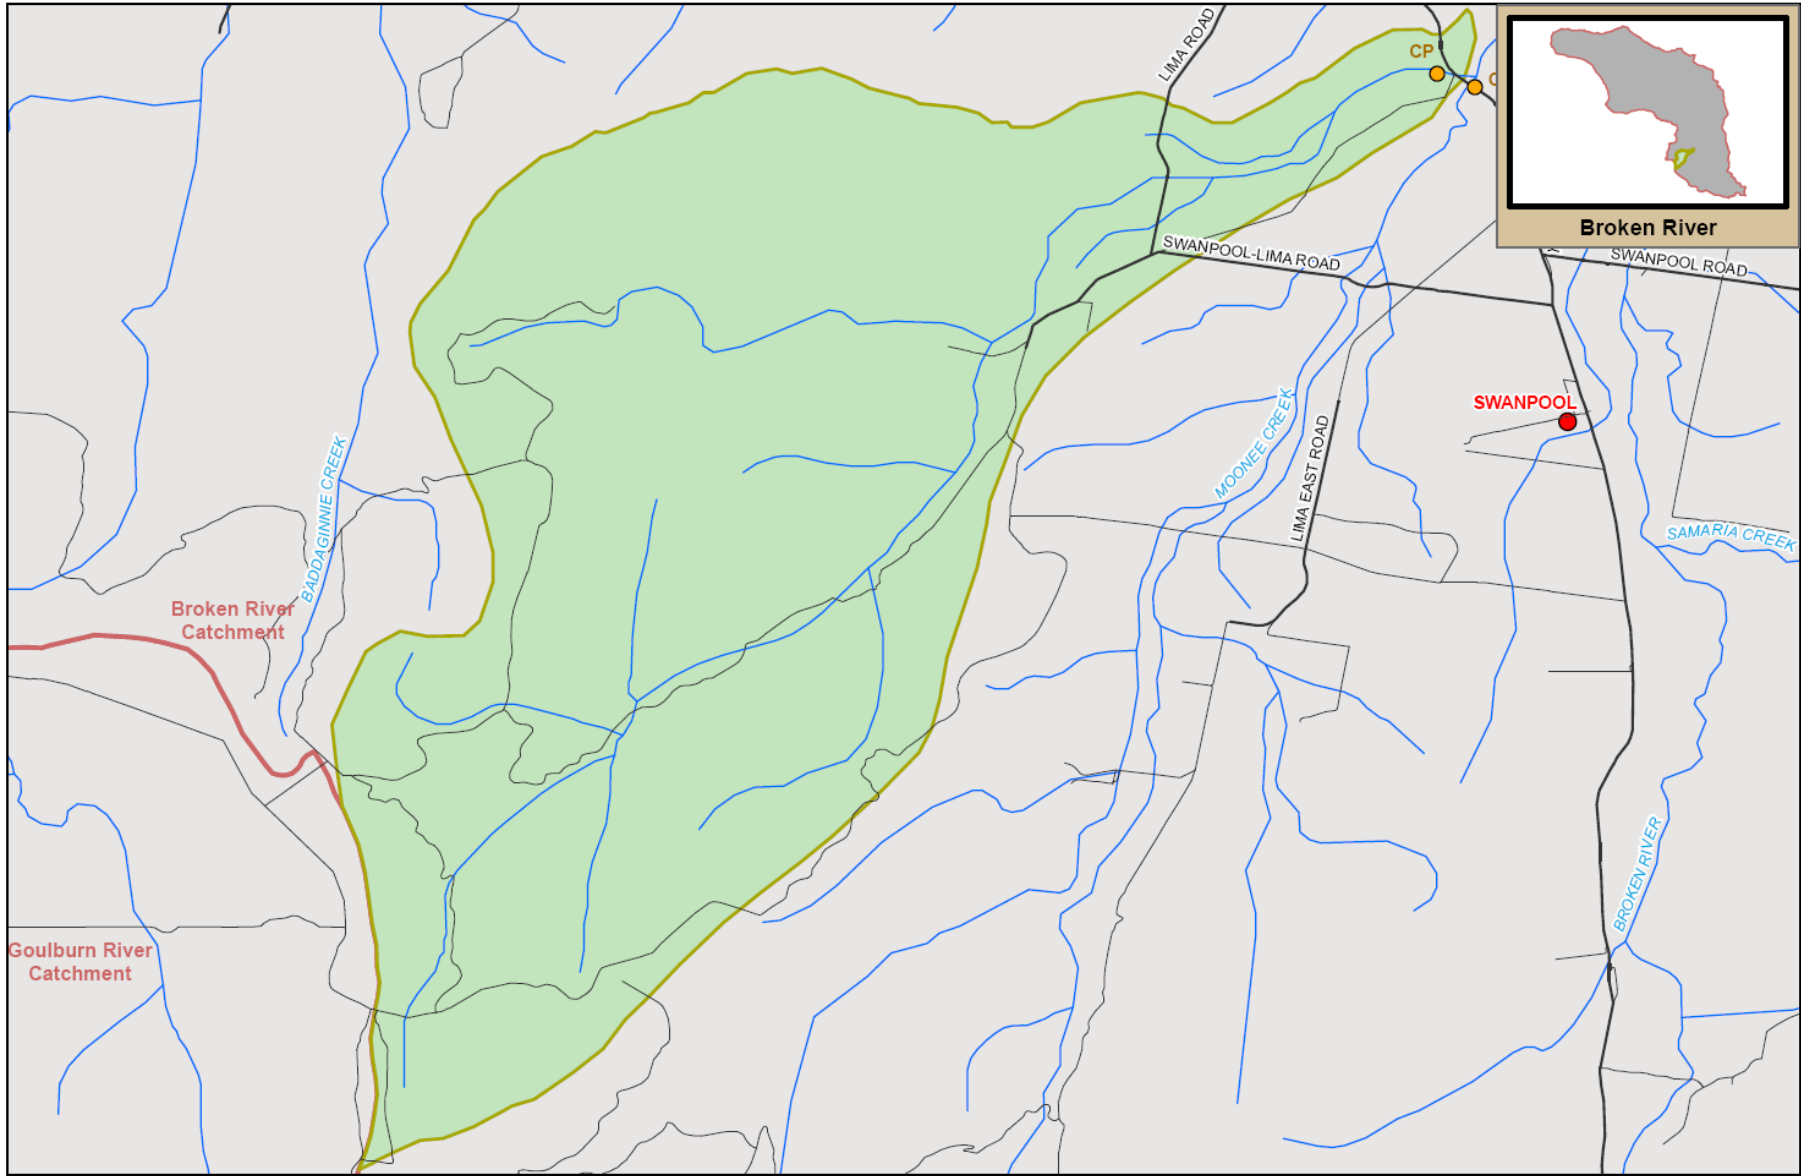 LIMA ROAD
CP
C
Broken River
SWANPOOL-LIMA ROAD
SWANPOOL ROAD
SWANPOOL
MOONEE CREEK
LIMA EAST ROAD
BADDAGINNIE CREEK
SAMARIA CREEK
Broken River
Catchment
BROKEN RIVER
Goulburn River
Catchment